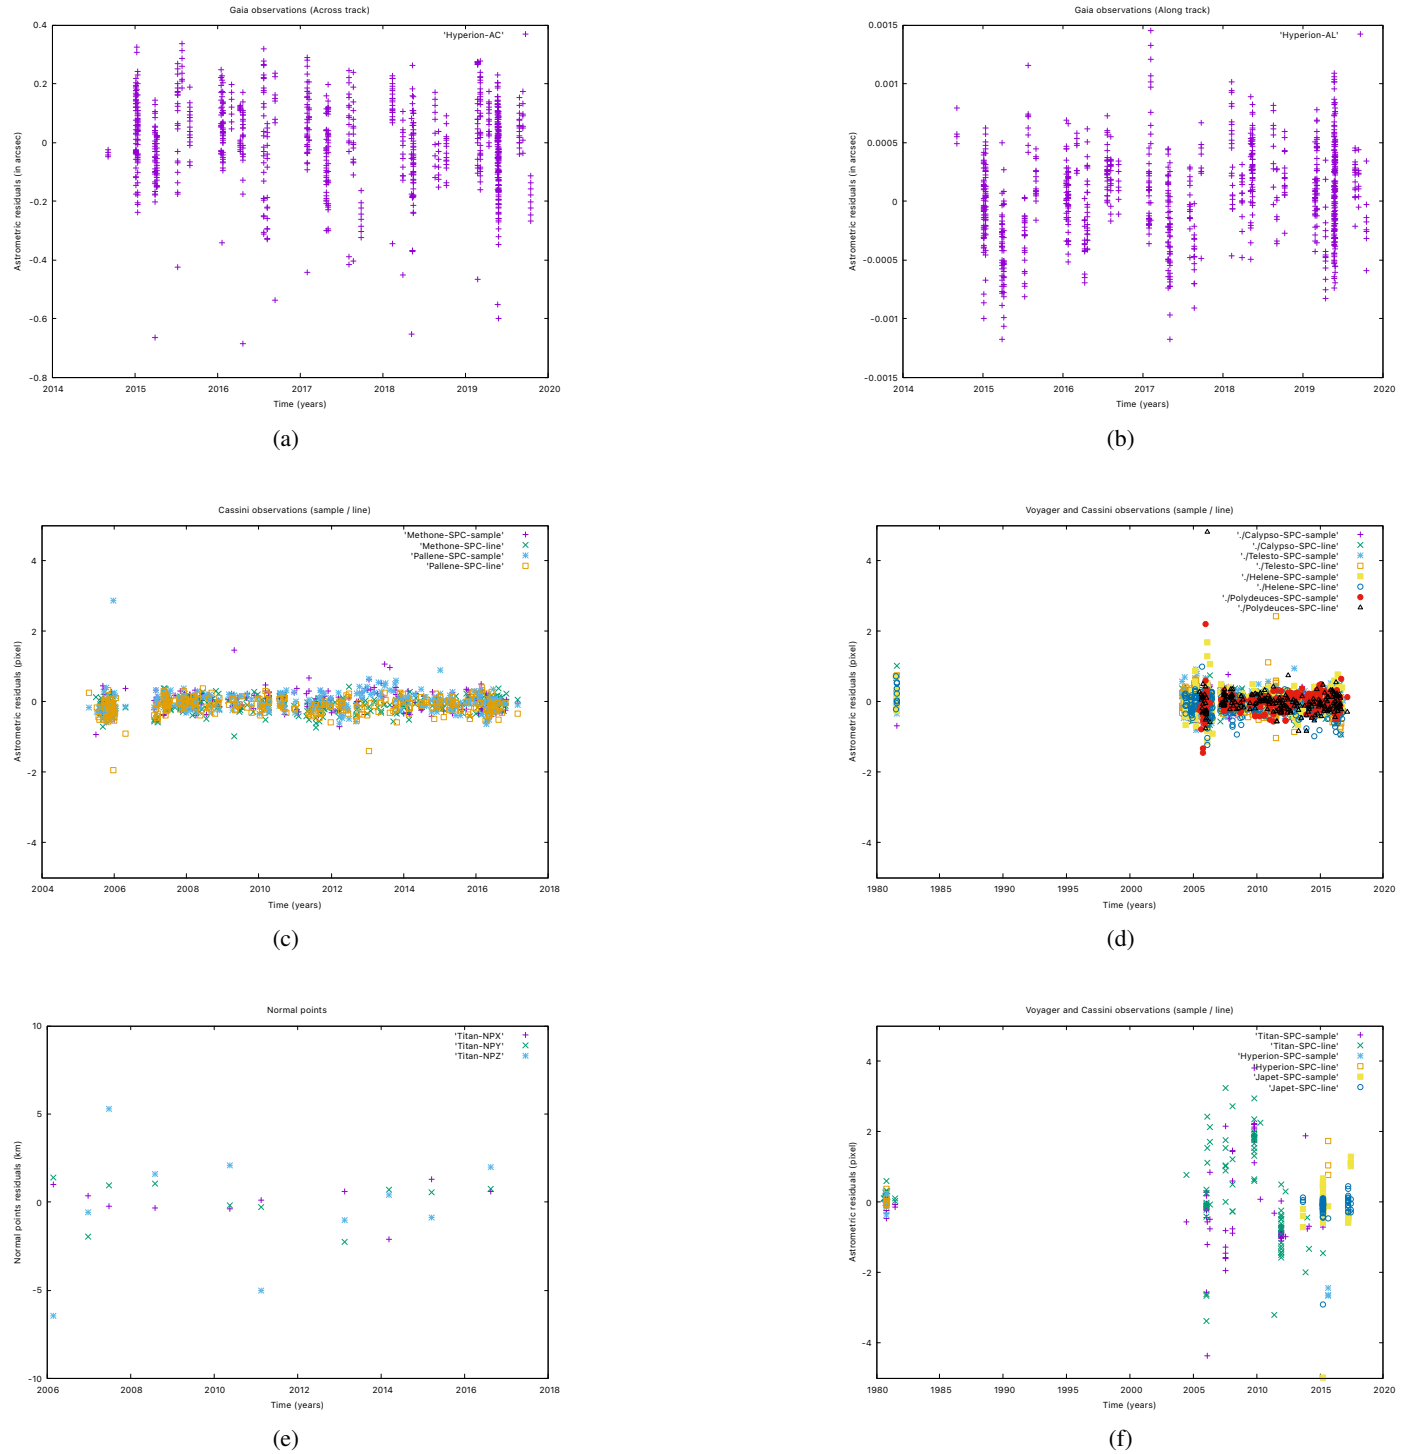 Gaia observations (Across track)
'Hyperion-AC'
Astrometric residuals (in arcsec)
0.4
0.2
0
-0.2
-0.4
-0.6
-0.8
2014 2015 2016 2017 2018 2019 2020
Time (years)
(a)
Gaia observations (Along track)
'Hyperion-AL'
Astrometric residuals (in arcsec)
0.0015
0.001
0.0005
0
-0.0005
-0.001
-0.0015
2014 2015 2016 2017 2018 2019 2020
Time (years)
(b)
Cassini observations (sample / line)
'Methone-SPC-sample'
'Methone-SPC-line'
'Pallene-SPC-sample'
'Pallene-SPC-line'
Astrometric residuals (pixel)
4
2
0
-2
-4
2004 2006 2008 2010 2012 2014 2016 2018
Time (years)
(c)
Voyager and Cassini observations (sample / line)
'./Calypso-SPC-sample'
'./Calypso-SPC-line'
'./Telesto-SPC-sample'
'./Telesto-SPC-line'
'./Helene-SPC-sample'
'./Helene-SPC-line'
'./Polydeuces-SPC-sample'
'./Polydeuces-SPC-line'
Astrometric residuals (pixel)
4
2
0
-2
-4
1980 1985 1990 1995 2000 2005 2010 2015 2020
Time (years)
(d)
Normal points
'Titan-NPX'
'Titan-NPY'
'Titan-NPZ'
Normal points residuals (km)
10
5
0
-5
-10
2006 2008 2010 2012 2014 2016 2018
Time (years)
(e)
Voyager and Cassini observations (sample / line)
'Titan-SPC-sample'
'Titan-SPC-line'
'Hyperion-SPC-sample'
'Hyperion-SPC-line'
'Japet-SPC-sample'
'Japet-SPC-line'
Astrometric residuals (pixel)
4
2
0
-2
-4
1980 1985 1990 1995 2000 2005 2010 2015 2020
Time (years)
(f)